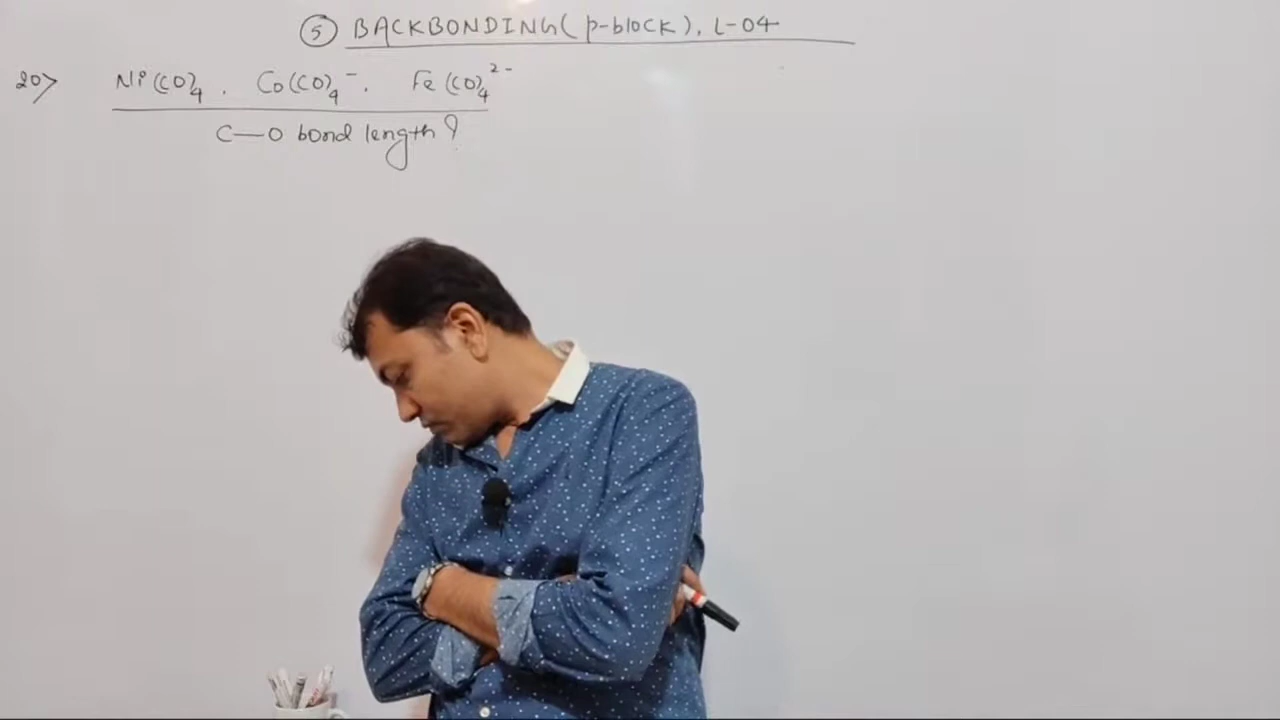 ⑤ BACKBONDING (p-block). L-04
20> Ni(CO)₄ . Co(CO)₄⁻ . Fe(CO)₄²⁻
C—O bond length?